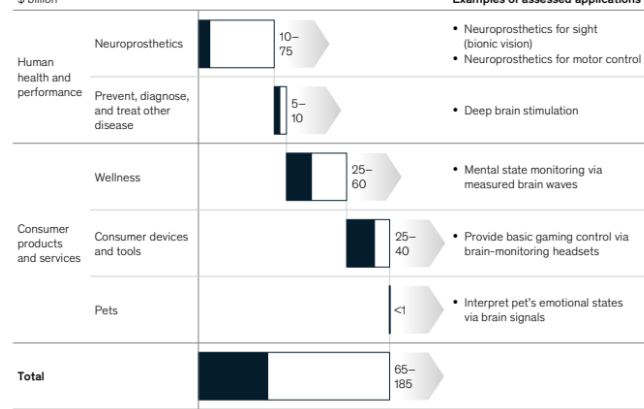 $ billion
Examples of assessed applications
Human
health and
performance
Neuroprosthetics
10–
75
• Neuroprosthetics for sight
(bionic vision)
• Neuroprosthetics for motor control
Prevent, diagnose,
and treat other
disease
5–
10
• Deep brain stimulation
Consumer
products
and services
Wellness
25–
60
• Mental state monitoring via
measured brain waves
Consumer devices
and tools
25–
40
• Provide basic gaming control via
brain-monitoring headsets
Pets
<1
• Interpret pet’s emotional states
via brain signals
Total
65–
185